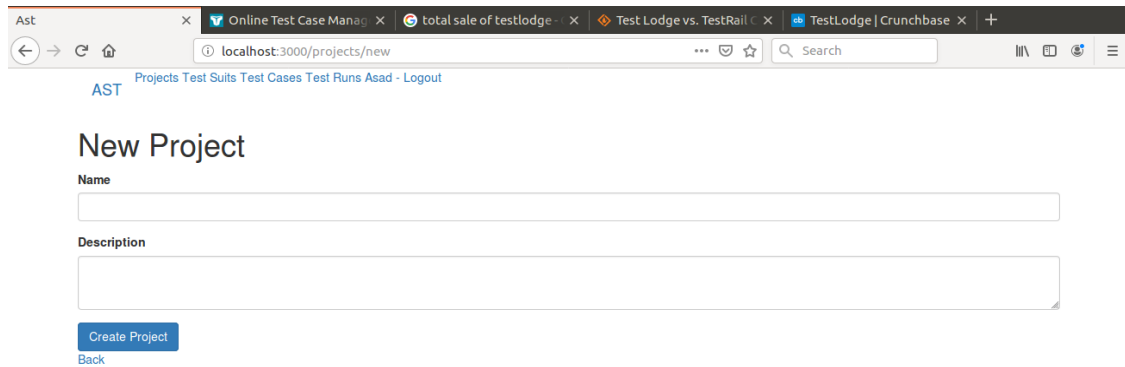 Ast
Online Test Case Manag
total sale of testlodge - G
Test Lodge vs. TestRail C
cb TestLodge | Crunchbase
localhost:3000/projects/new
Search
AST Projects Test Suits Test Cases Test Runs Asad - Logout
New Project
Name
Description
Create Project
Back